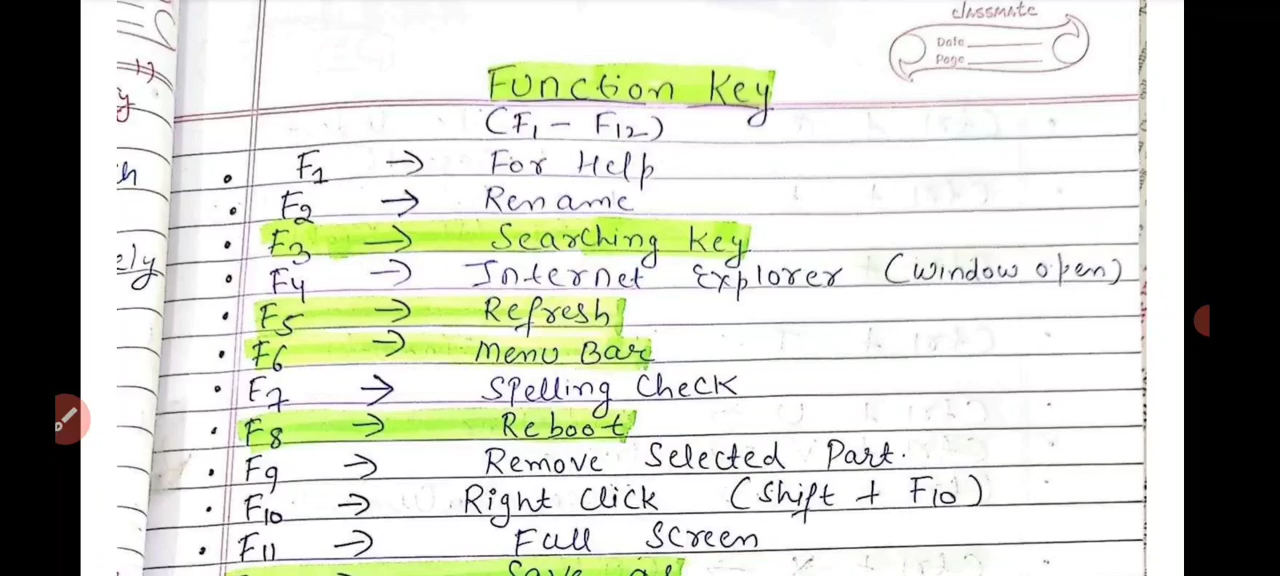 classmate
Date
Page
Function Key
(F1 - F12)
F1 → For Help
F2 → Rename
F3 → Searching Key
F4 → Internet Explorer (window open)
F5 → Refresh
F6 → Menu Bar
F7 → Spelling Check
F8 → Reboot
F9 → Remove Selected Part.
F10 → Right Click (Shift + F10)
F11 → Full Screen
Save as